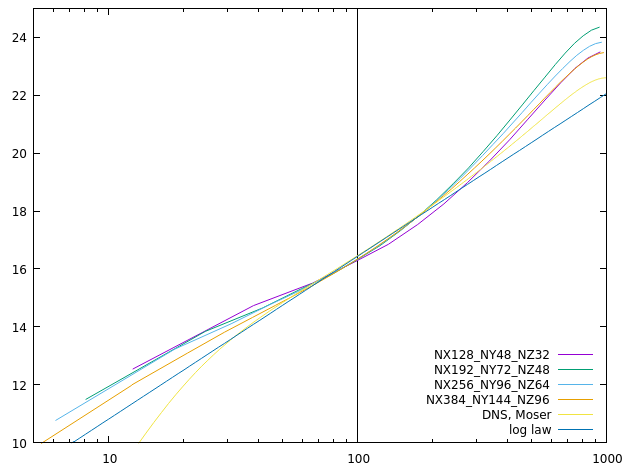 24
22
20
18
16
14
12
10
NX128_NY48_NZ32
NX192_NY72_NZ48
NX256_NY96_NZ64
NX384_NY144_NZ96
DNS, Moser
log law
10 100 1000